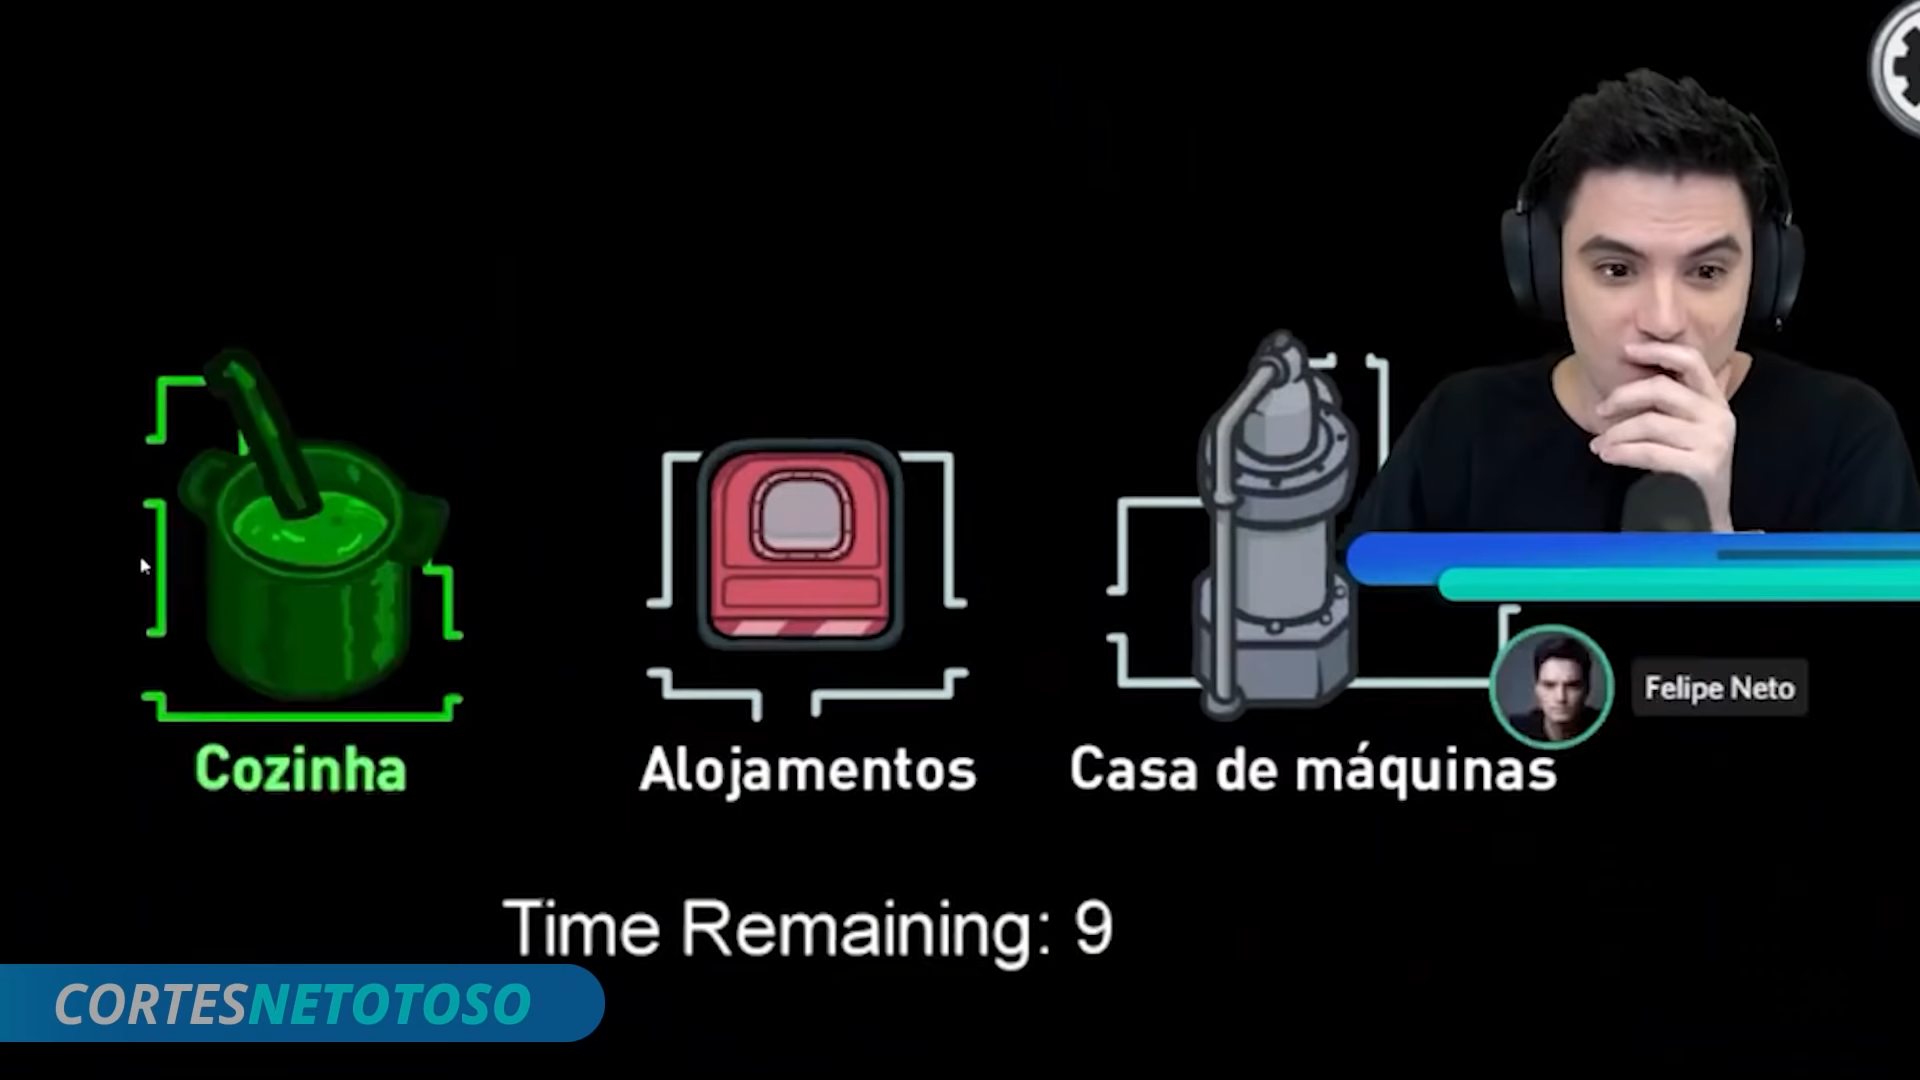 Felipe Neto
Cozinha
Alojamentos
Casa de máquinas
Time Remaining: 9
CORTESNETOTOSO